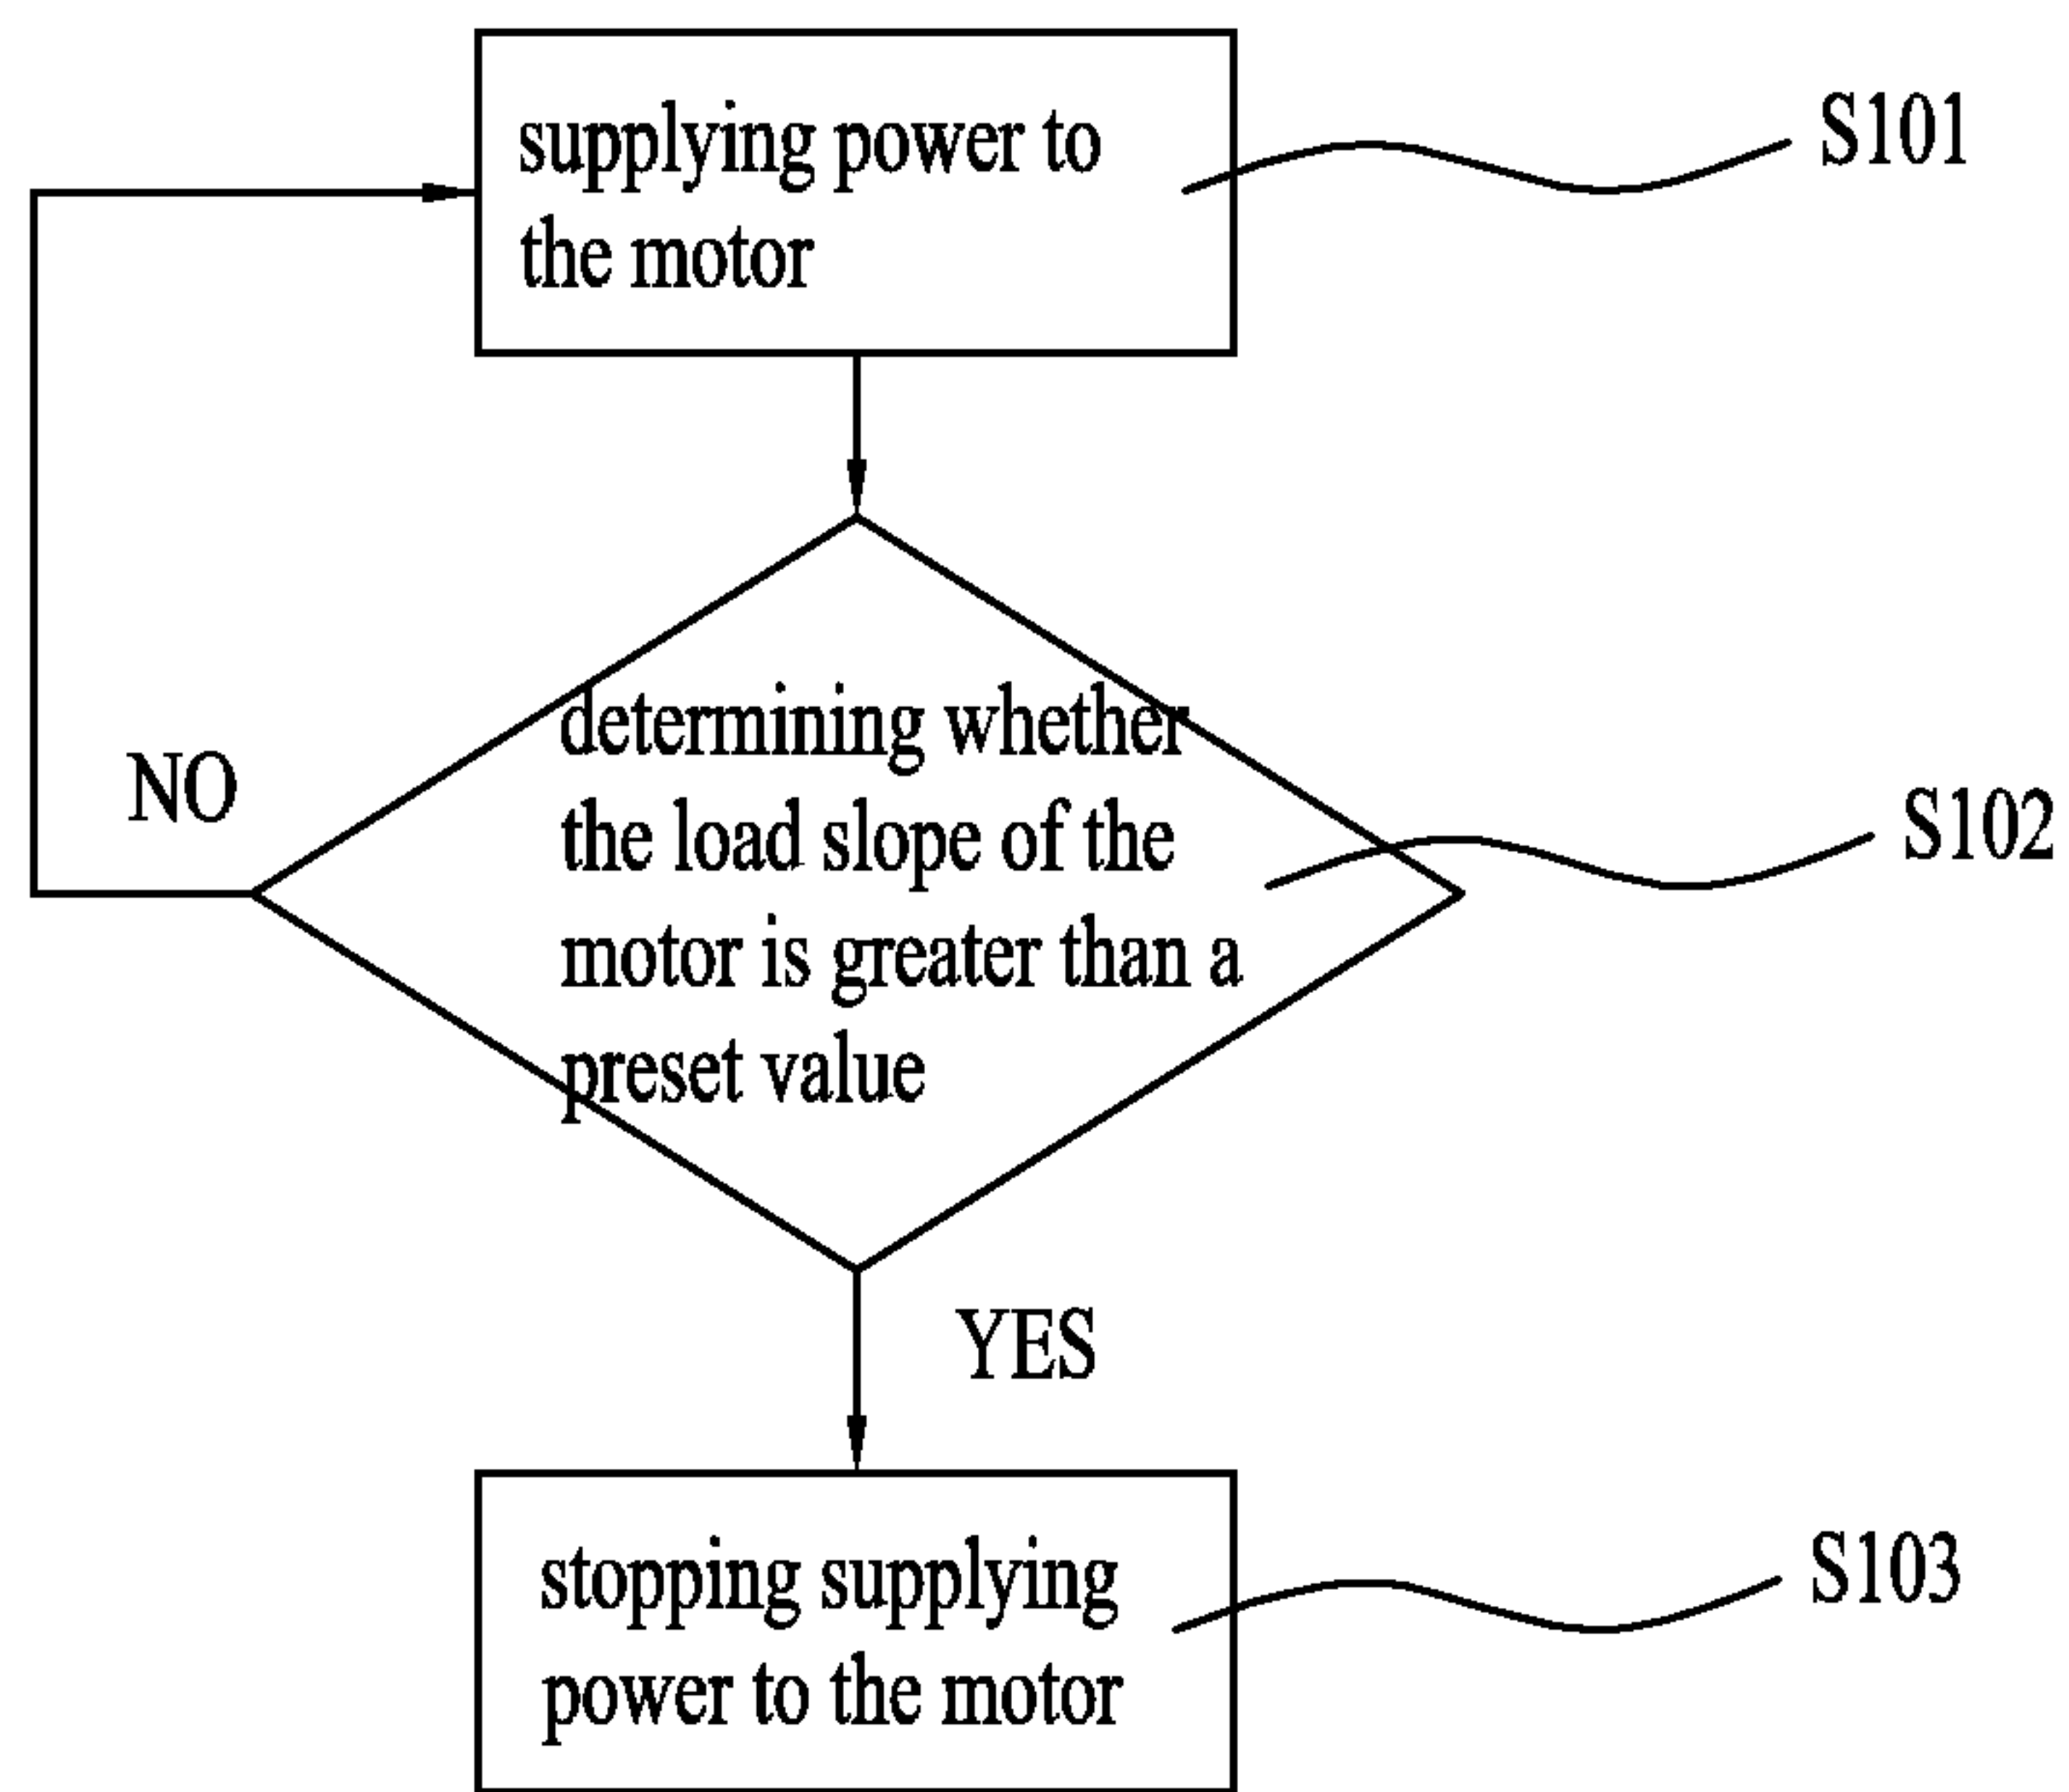 supplying power to
the motor
S101
determining whether
the load slope of the
motor is greater than a
preset value
S102
NO
YES
stopping supplying
power to the motor
S103